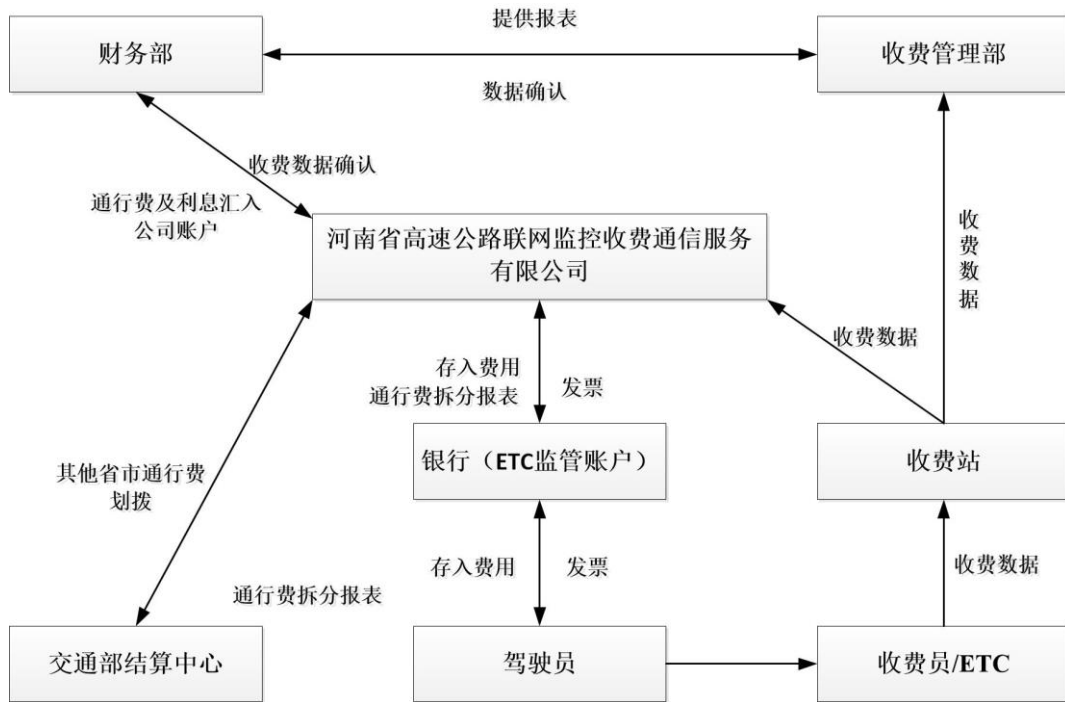 提供报表
财务部
收费管理部
数据确认
收费数据确认
通行费及利息汇入
公司账户
收
费
数
据
河南省高速公路联网监控收费通信服务
有限公司
收费数据
存入费用
通行费拆分报表
发票
银行（ETC监管账户）
收费站
其他省市通行费
划拨
存入费用
发票
收费数据
通行费拆分报表
交通部结算中心
驾驶员
收费员/ETC